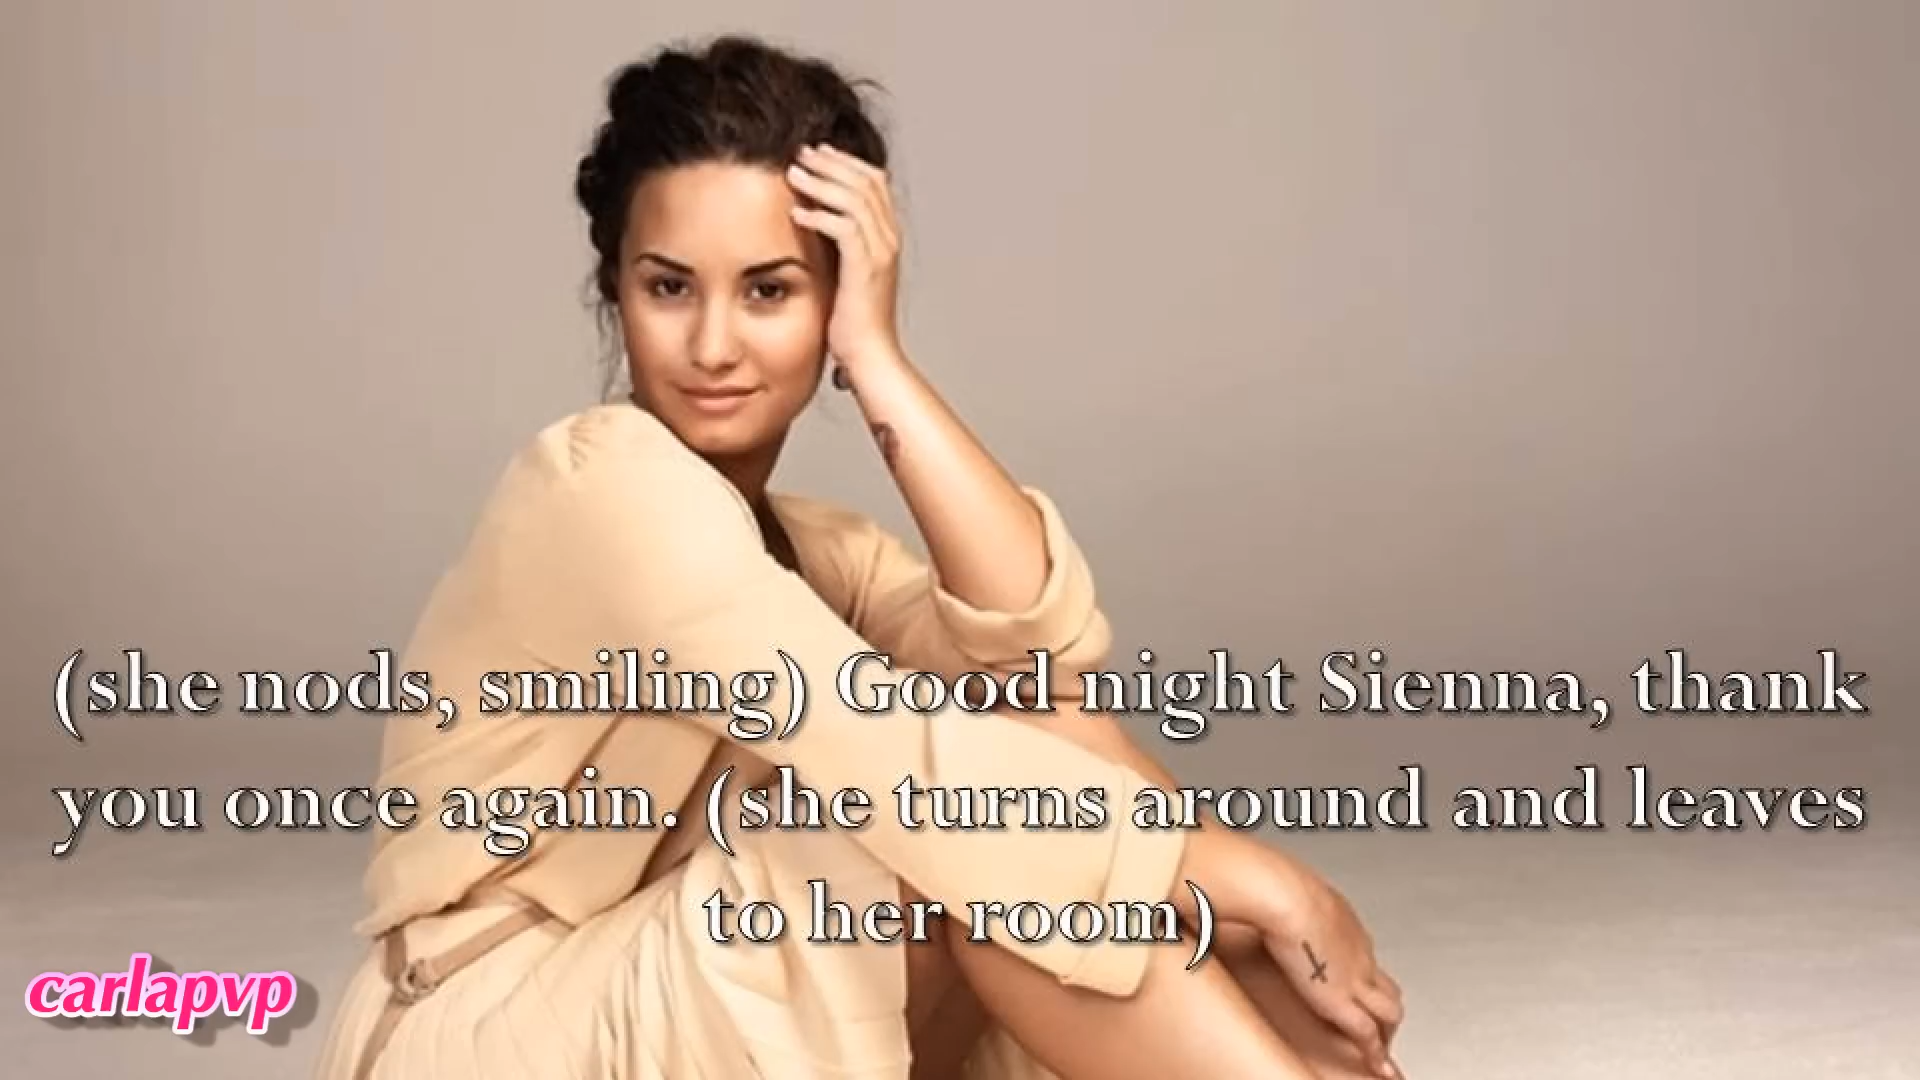 (she nods, smiling) Good night Sienna, thank
you once again. (she turns around and leaves
to her room)
carlapvp